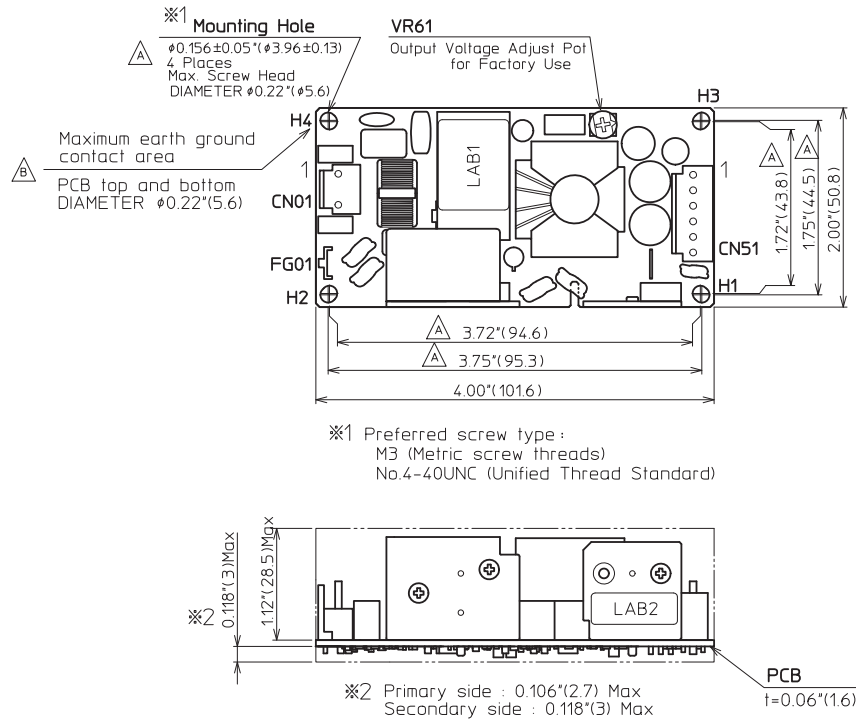 ※1 Mounting Hole
A
ø0.156±0.05"(ø3.96±0.13)
4 Places
Max. Screw Head
DIAMETER ø0.22"(ø5.6)
VR61
Output Voltage Adjust Pot
for Factory Use
H3
H4
Maximum earth ground
contact area
B
PCB top and bottom
DIAMETER ø0.22"(5.6)
1
CN01
LAB1
1
CN51
A
1.72"(43.8)
A
1.75"(44.5)
2.00"(50.8)
FG01
H2
H1
A 3.72"(94.6)
A 3.75"(95.3)
4.00"(101.6)
※1 Preferred screw type:
M3 (Metric screw threads)
No.4-40UNC (Unified Thread Standard)
※2
0.118"(3)Max
1.12"(28.5)Max
LAB2
PCB
t=0.06"(1.6)
※2 Primary side : 0.106"(2.7) Max
Secondary side : 0.118"(3) Max